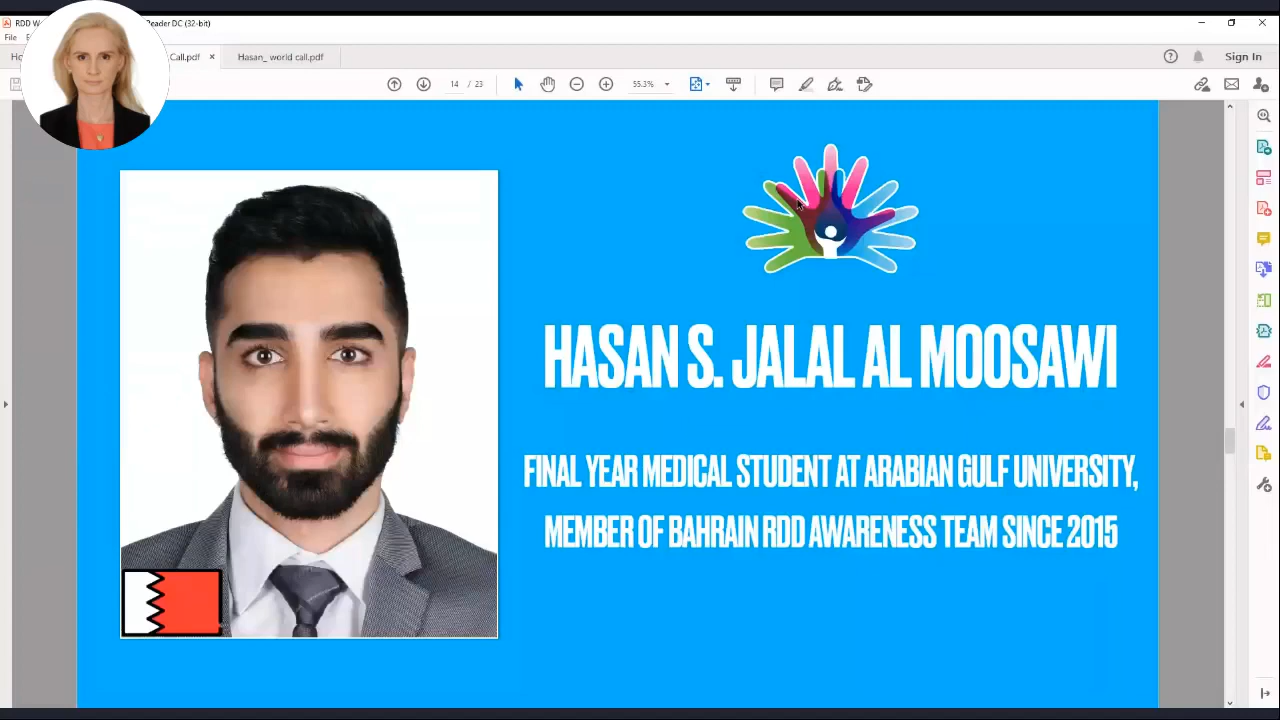 RDD W
Reader DC (32-bit)
File
Call.pdf
Hasan_ world call.pdf
Sign In
14 / 23
55.3%
HASAN S. JALAL AL MOOSAWI
FINAL YEAR MEDICAL STUDENT AT ARABIAN GULF UNIVERSITY,
MEMBER OF BAHRAIN RDD AWARENESS TEAM SINCE 2015